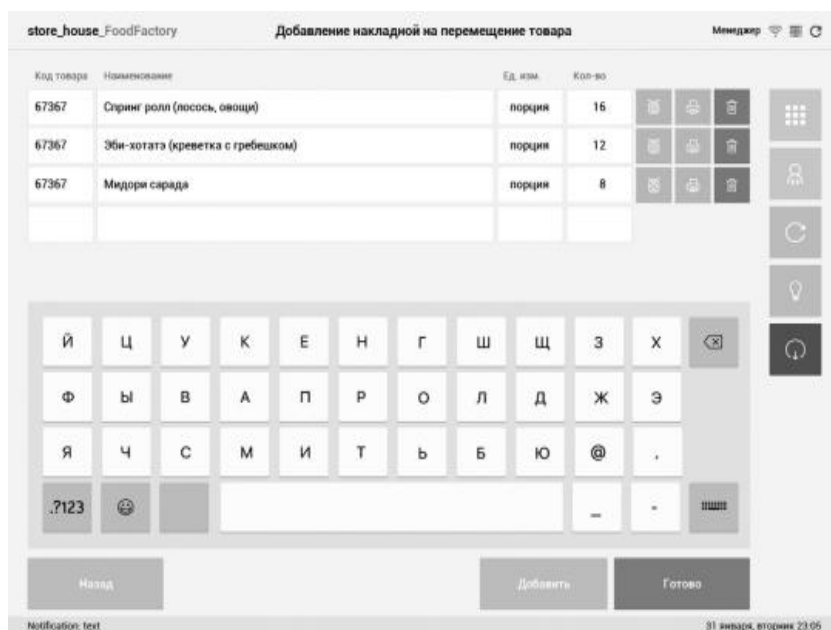 store_house_FoodFactory Добавление накладной на перемещение товара Менеджер
Код товара Наименование Ед. изм. Кол-во
67367 Спринг ролл (лосось, овощи) порция 16
67367 Эби-хотатэ (креветка с гребешком) порция 12
67367 Мидори сарада порция 8
Й Ц У К Е Н Г Ш Щ З Х
Ф Ы В А П Р О Л Д Ж Э
Я Ч С М И Т Ь Б Ю @ ,
.?123 _ -
Назад Добавить Готово
Notification: text 31 января, вторник 23:05